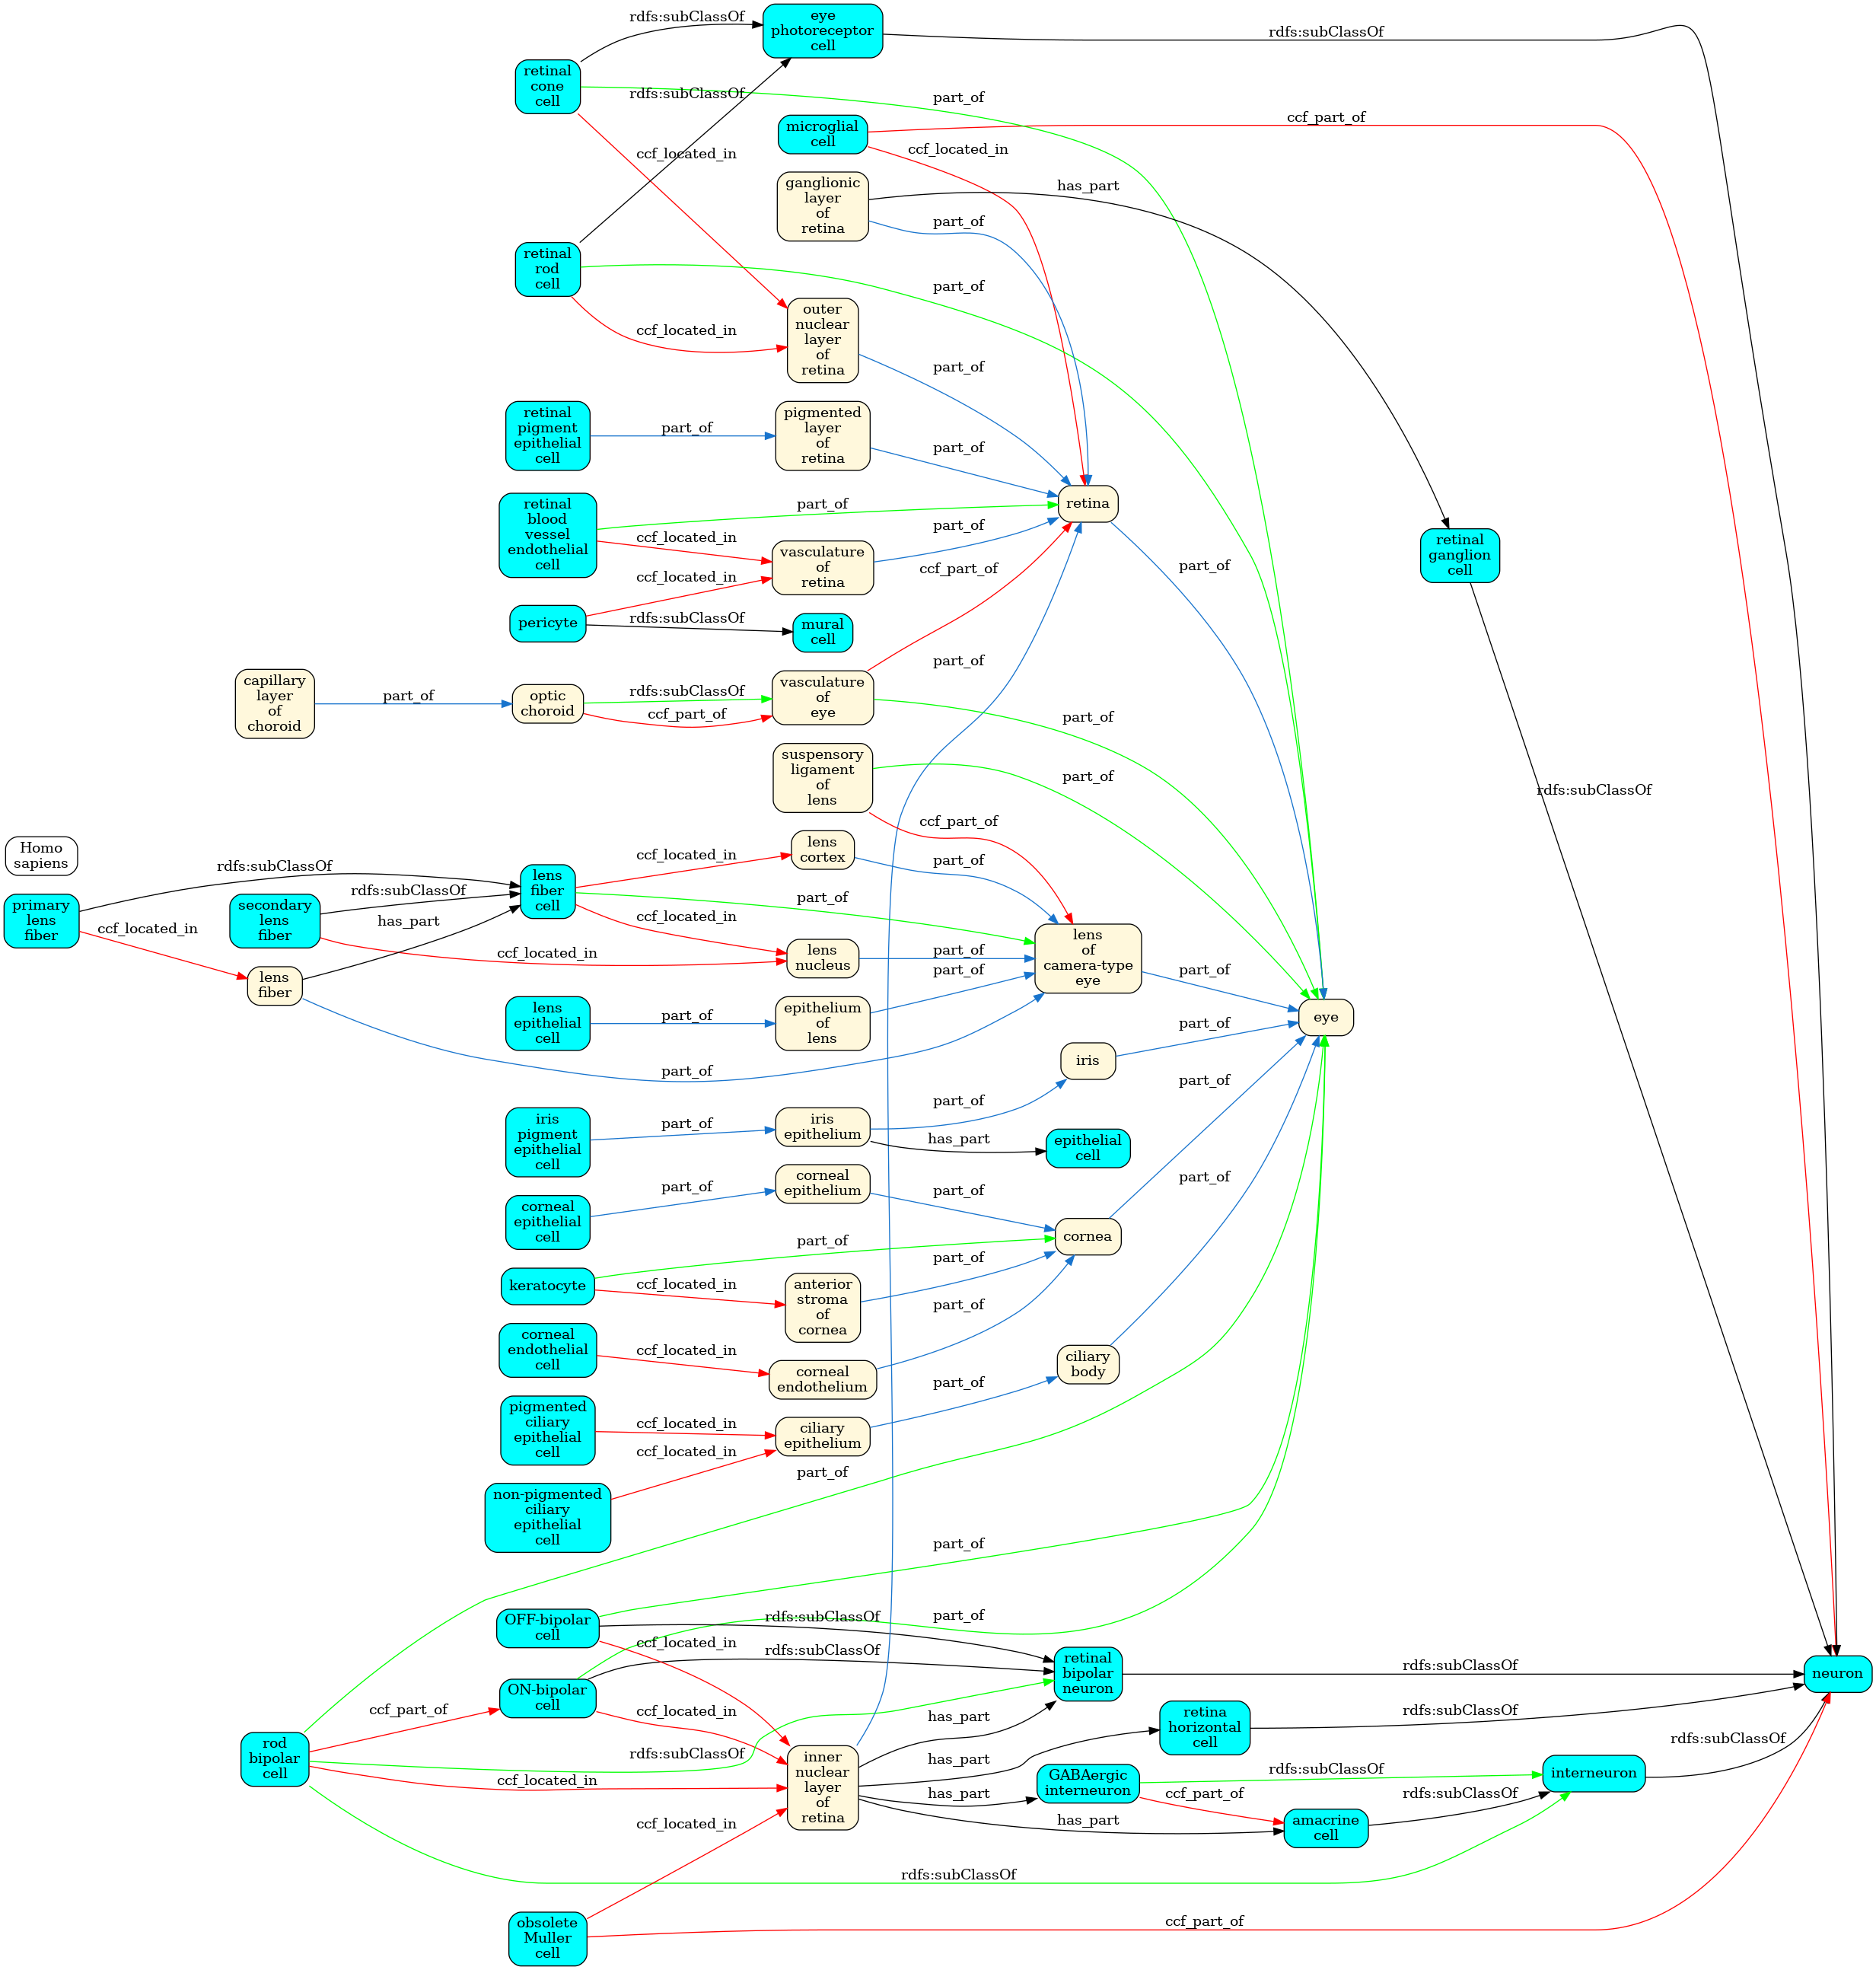 eye
photoreceptor
cell
rdfs:subClassOf
rdfs:subClassOf
retinal
cone
cell
rdfs:subClassOf
part_of
microglial
cell
ccf_part_of
ccf_located_in
ccf_located_in
ganglionic
layer
of
retina
has_part
part_of
retinal
rod
cell
part_of
ccf_located_in
outer
nuclear
layer
of
retina
part_of
retinal
pigment
epithelial
cell
part_of
pigmented
layer
of
retina
part_of
retina
retinal
blood
vessel
endothelial
cell
part_of
ccf_located_in
vasculature
of
retina
part_of
retinal
ganglion
cell
part_of
ccf_located_in
ccf_part_of
pericyte
rdfs:subClassOf
mural
cell
part_of
capillary
layer
of
choroid
part_of
optic
choroid
rdfs:subClassOf
ccf_part_of
vasculature
of
eye
part_of
suspensory
ligament
of
lens
part_of
rdfs:subClassOf
ccf_part_of
Homo
sapiens
lens
cortex
part_of
rdfs:subClassOf
primary
lens
fiber
ccf_located_in
secondary
lens
fiber
rdfs:subClassOf
has_part
ccf_located_in
lens
fiber
cell
ccf_located_in
part_of
ccf_located_in
lens
nucleus
part_of
lens
of
camera-type
eye
part_of
lens
fiber
part_of
lens
epithelial
cell
part_of
epithelium
of
lens
part_of
eye
iris
part_of
iris
pigment
epithelial
cell
part_of
iris
epithelium
part_of
has_part
epithelial
cell
part_of
corneal
epithelial
cell
part_of
corneal
epithelium
part_of
cornea
part_of
keratocyte
part_of
ccf_located_in
anterior
stroma
of
cornea
part_of
part_of
corneal
endothelial
cell
ccf_located_in
corneal
endothelium
ciliary
body
part_of
pigmented
ciliary
epithelial
cell
ccf_located_in
ccf_located_in
ciliary
epithelium
part_of
non-pigmented
ciliary
epithelial
cell
part_of
OFF-bipolar
cell
rdfs:subClassOf
part_of
ccf_located_in
rdfs:subClassOf
ON-bipolar
cell
ccf_located_in
retinal
bipolar
neuron
rdfs:subClassOf
neuron
rod
bipolar
cell
ccf_part_of
rdfs:subClassOf
ccf_located_in
inner
nuclear
layer
of
retina
has_part
has_part
has_part
has_part
retina
horizontal
cell
rdfs:subClassOf
GABAergic
interneuron
rdfs:subClassOf
ccf_part_of
interneuron
rdfs:subClassOf
amacrine
cell
rdfs:subClassOf
ccf_located_in
rdfs:subClassOf
obsolete
Muller
cell
ccf_part_of